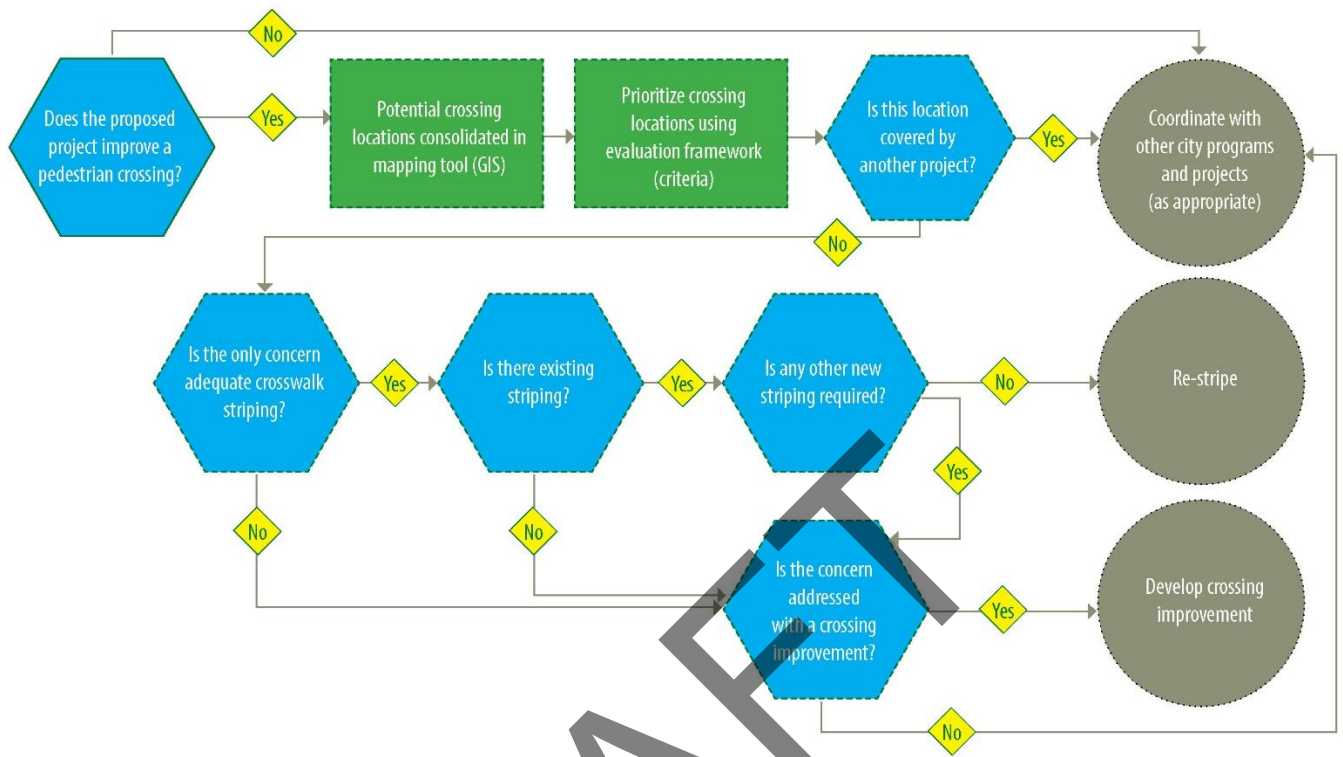 No
Does the proposed
project improve a
pedestrian crossing?
Yes
Potential crossing
locations consolidated in
mapping tool (GIS)
Prioritize crossing
locations using
evaluation framework
(criteria)
Is this location
covered by
another project?
Yes
Coordinate with
other city programs
and projects
(as appropriate)
No
Is the only concern
adequate crosswalk
striping?
Yes
Is there existing
striping?
Yes
Is any other new
striping required?
No
Re-stripe
Yes
No
No
Is the concern
addressed
with a crossing
improvement?
Yes
Develop crossing
improvement
No